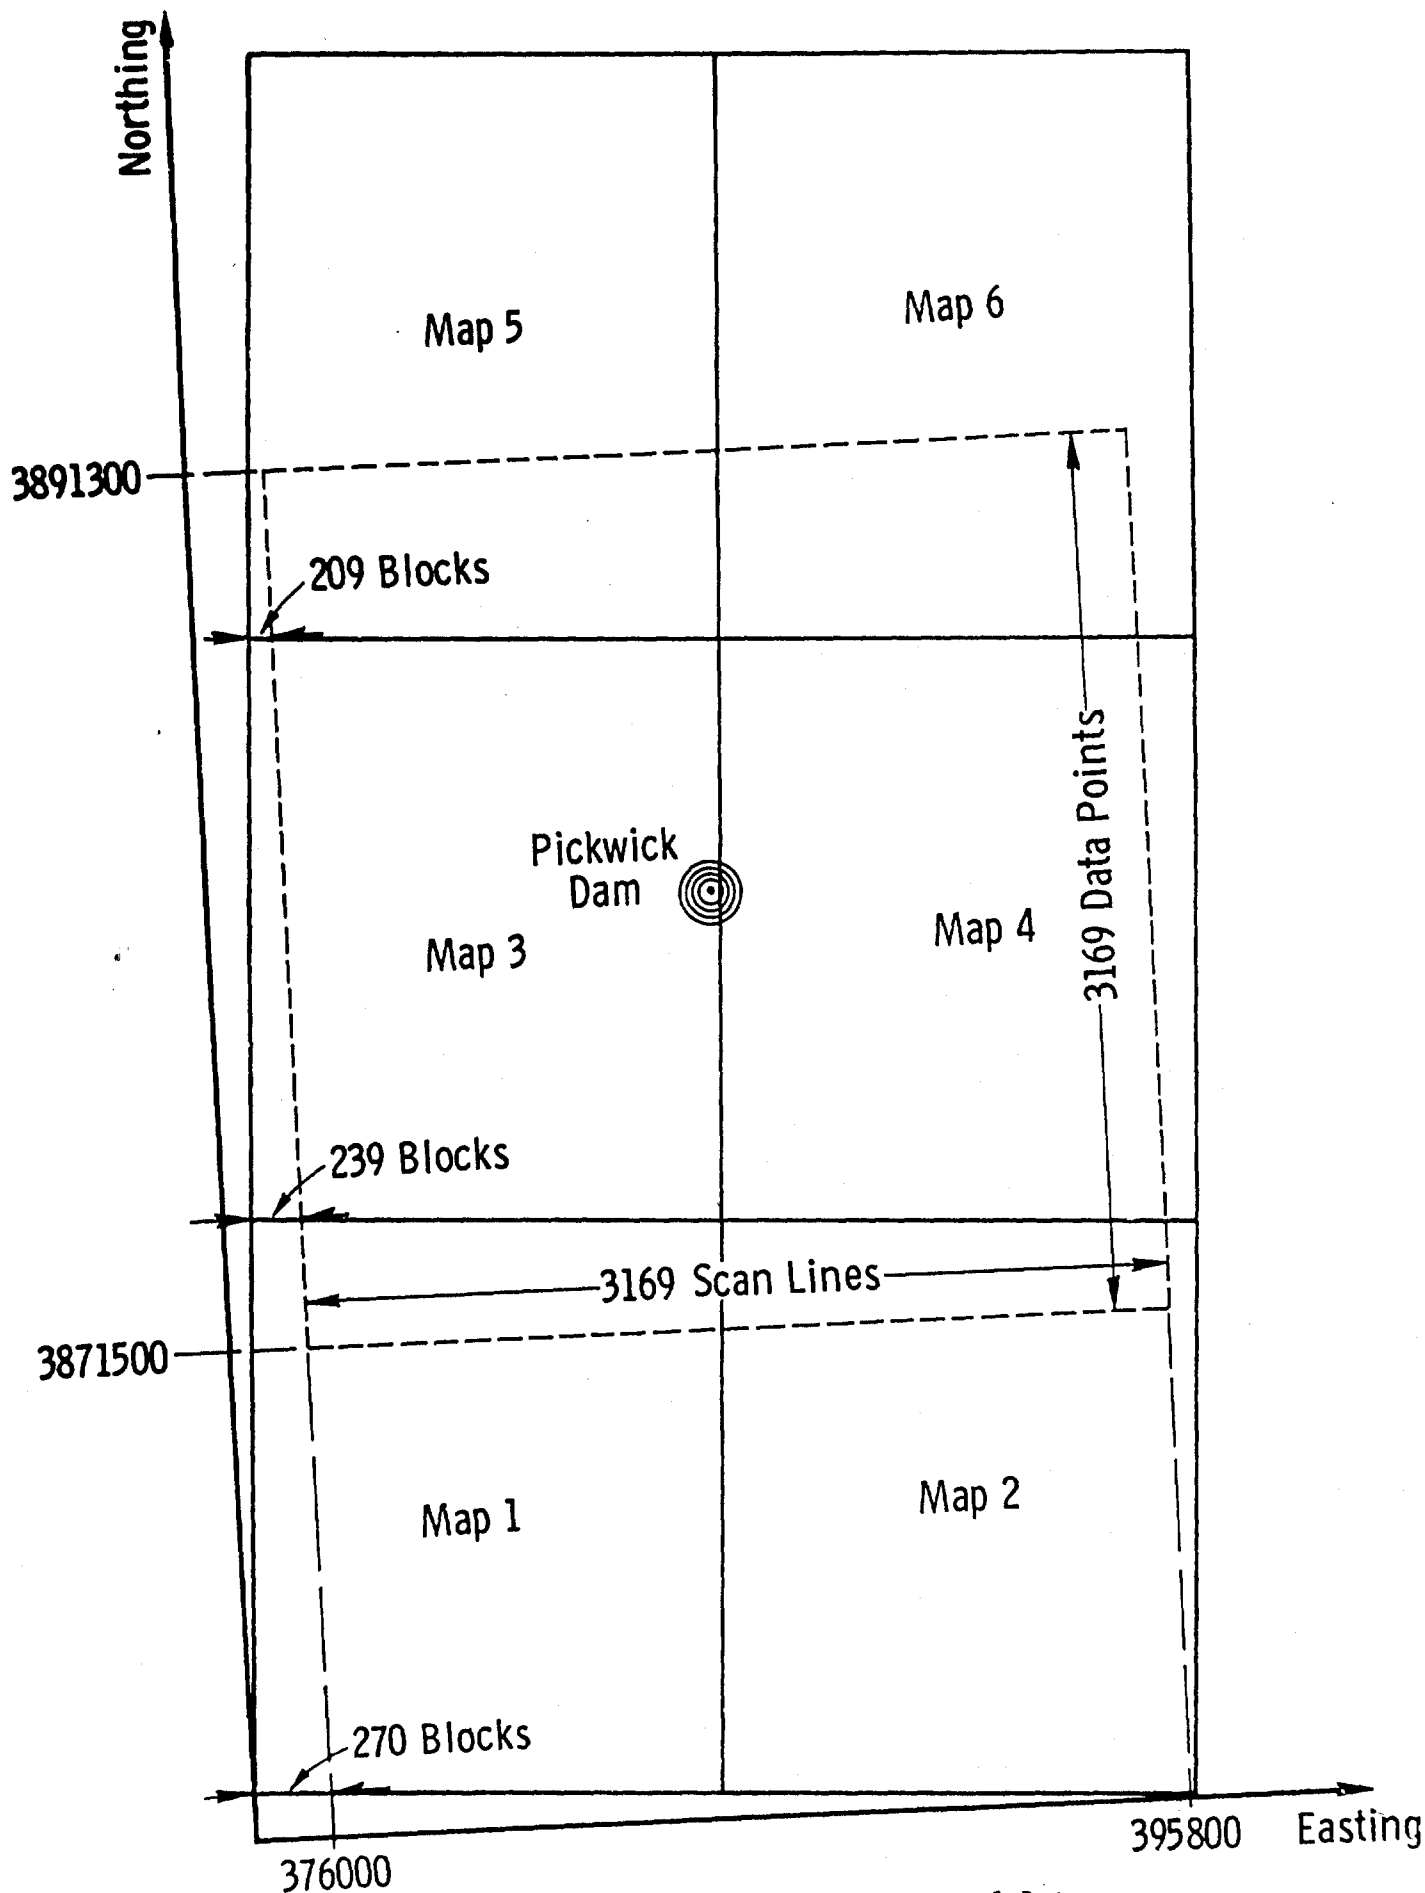 Northing
Map 5
Map 6
3891300
209 Blocks
3169 Data Points
Pickwick
Dam
Map 3
Map 4
239 Blocks
3169 Scan Lines
3871500
Map 1
Map 2
270 Blocks
376000
395800
Easting